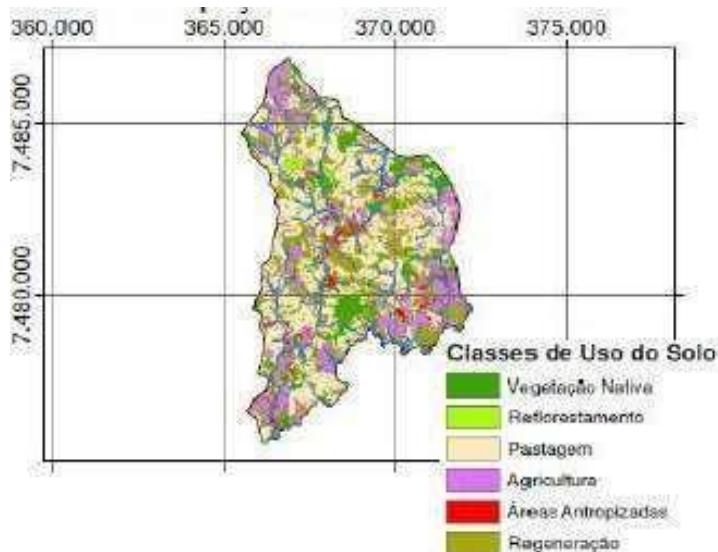 360.000 365.000 370.000 375.000
7.485.000
7.480.000
Classes de Uso do Solo
Vegetação Nativa
Reflorestamento
Pastagem
Agricultura
Áreas Antropizadas
Regeneração